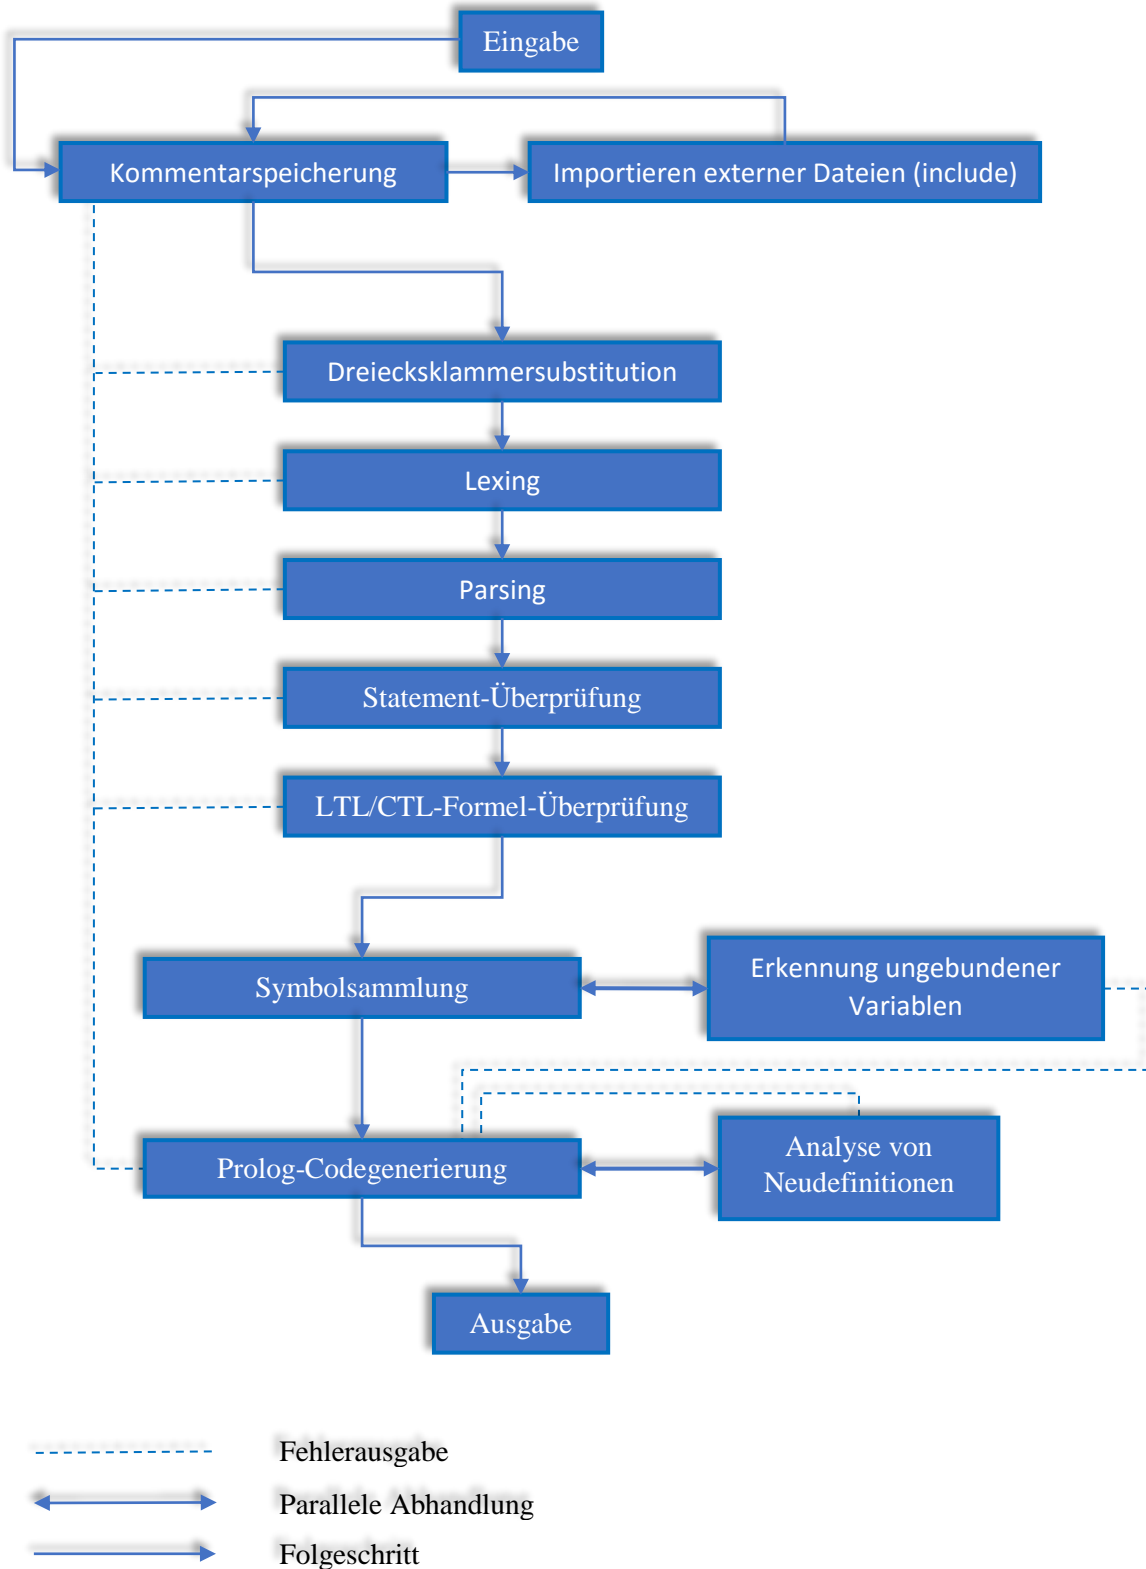 Eingabe
Kommentarspeicherung
Importieren externer Dateien (include)
Dreiecksklammersubstitution
Lexing
Parsing
Statement-Überprüfung
LTL/CTL-Formel-Überprüfung
Symbolsammlung
Erkennung ungebundener
Variablen
Prolog-Codegenerierung
Analyse von
Neudefinitionen
Ausgabe
Fehlerausgabe
Parallele Abhandlung
Folgeschritt